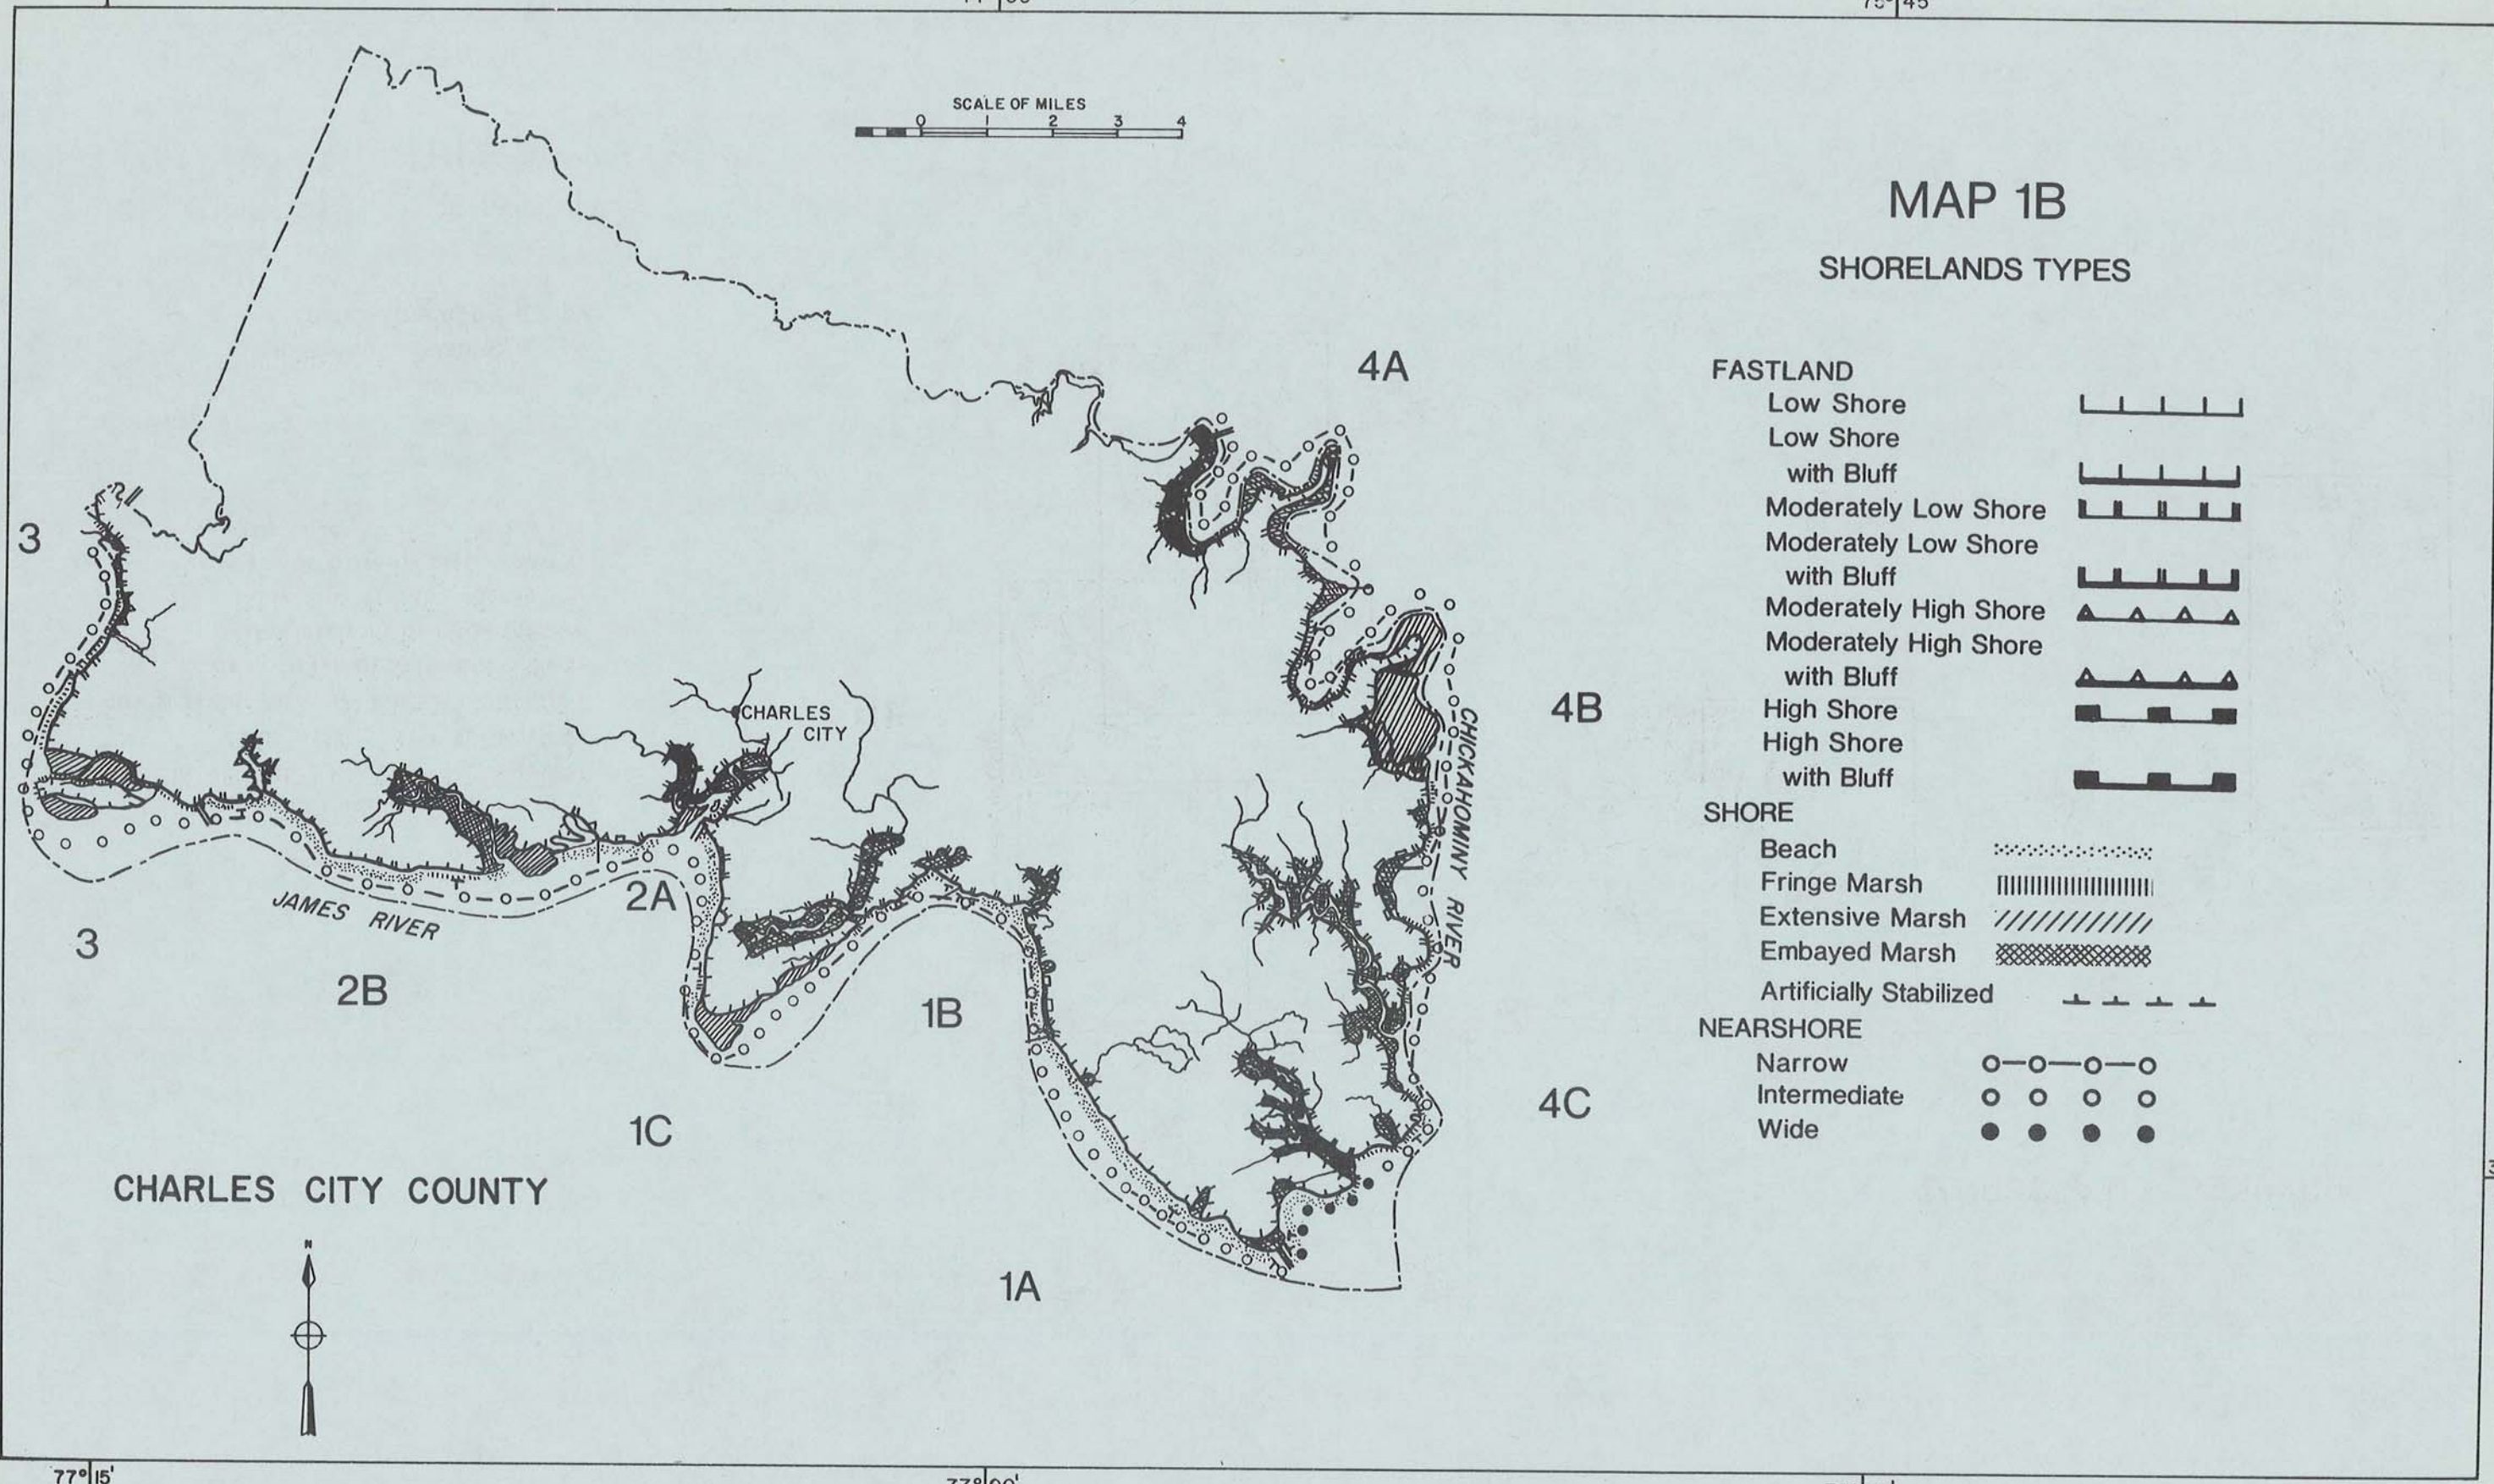 75°45'
SCALE OF MILES
0 1 2 3 4
MAP 1B
SHORELANDS TYPES
4A
FASTLAND
Low Shore
Low Shore
with Bluff
Moderately Low Shore
Moderately Low Shore
with Bluff
Moderately High Shore
Moderately High Shore
with Bluff
High Shore
High Shore
with Bluff
SHORE
Beach
Fringe Marsh
Extensive Marsh
Embayed Marsh
Artificially Stabilized
NEARSHORE
Narrow
Intermediate
Wide
3
4B
CHARLES
CITY
CHICKAHOMINY RIVER
2A
JAMES RIVER
3
2B
1B
1C
4C
1A
CHARLES CITY COUNTY
N
77°15'